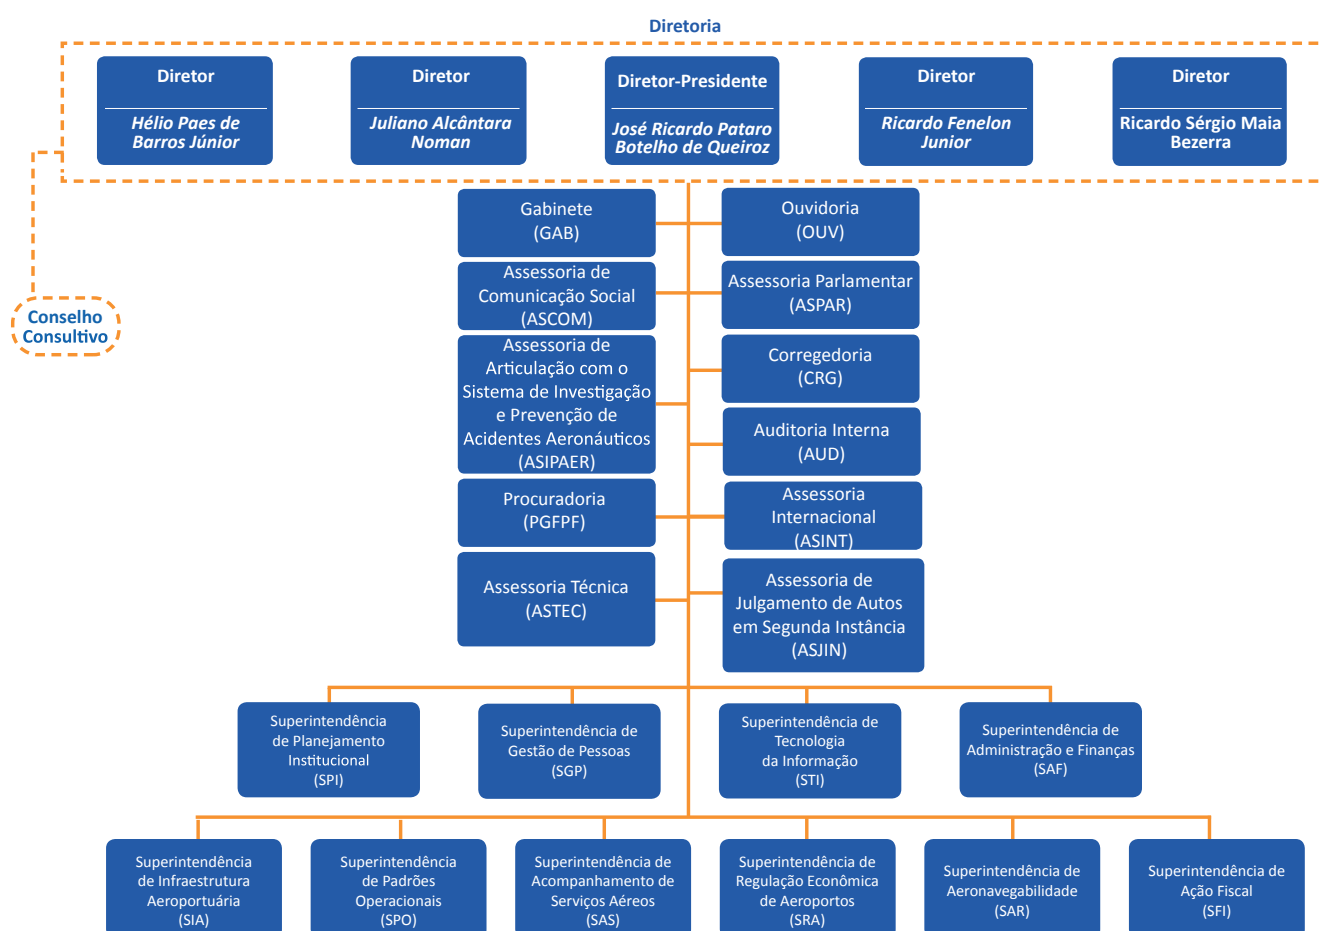 Diretoria
Diretor
Hélio Paes de
Barros Júnior
Diretor
Juliano Alcântara
Noman
Diretor-Presidente
José Ricardo Pataro
Botelho de Queiroz
Diretor
Ricardo Fenelon
Junior
Diretor
Ricardo Sérgio Maia
Bezerra
Conselho
Consultivo
Gabinete
(GAB)
Ouvidoria
(OUV)
Assessoria de
Comunicação Social
(ASCOM)
Assessoria Parlamentar
(ASPAR)
Assessoria de
Articulação com o
Sistema de Investigação
e Prevenção de
Acidentes Aeronáuticos
(ASIPAER)
Corregedoria
(CRG)
Auditoria Interna
(AUD)
Procuradoria
(PGFPF)
Assessoria
Internacional
(ASINT)
Assessoria Técnica
(ASTEC)
Assessoria de
Julgamento de Autos
em Segunda Instância
(ASJIN)
Superintendência
de Planejamento
Institucional
(SPI)
Superintendência de
Gestão de Pessoas
(SGP)
Superintendência de
Tecnologia
da Informação
(STI)
Superintendência de
Administração e Finanças
(SAF)
Superintendência
de Infraestrutura
Aeroportuária
(SIA)
Superintendência
de Padrões
Operacionais
(SPO)
Superintendência de
Acompanhamento de
Serviços Aéreos
(SAS)
Superintendência de
Regulação Econômica
de Aeroportos
(SRA)
Superintendência de
Aeronavegabilidade
(SAR)
Superintendência de
Ação Fiscal
(SFI)